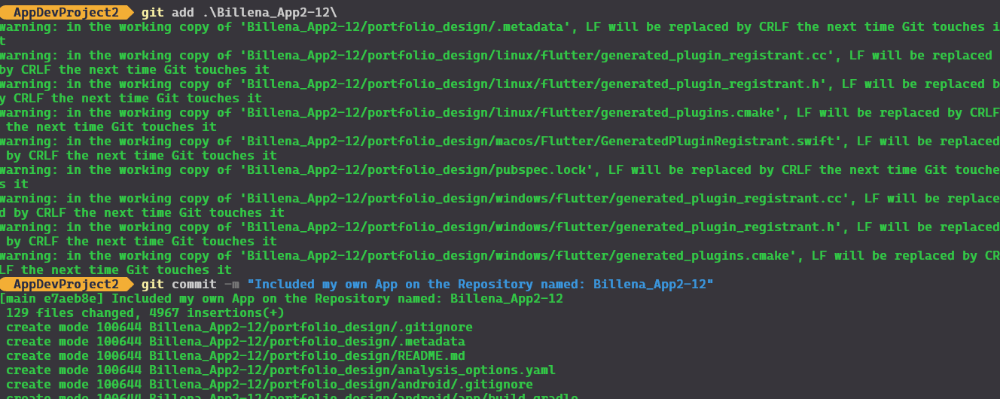 AppDevProject2 git add .\Billena_App2-12\
warning: in the working copy of 'Billena_App2-12/portfolio_design/.metadata', LF will be replaced by CRLF the next time Git touches i
t
warning: in the working copy of 'Billena_App2-12/portfolio_design/linux/flutter/generated_plugin_registrant.cc', LF will be replaced
by CRLF the next time Git touches it
warning: in the working copy of 'Billena_App2-12/portfolio_design/linux/flutter/generated_plugin_registrant.h', LF will be replaced b
y CRLF the next time Git touches it
warning: in the working copy of 'Billena_App2-12/portfolio_design/linux/flutter/generated_plugins.cmake', LF will be replaced by CRLF
the next time Git touches it
warning: in the working copy of 'Billena_App2-12/portfolio_design/macos/Flutter/GeneratedPluginRegistrant.swift', LF will be replaced
by CRLF the next time Git touches it
warning: in the working copy of 'Billena_App2-12/portfolio_design/pubspec.lock', LF will be replaced by CRLF the next time Git touche
s it
warning: in the working copy of 'Billena_App2-12/portfolio_design/windows/flutter/generated_plugin_registrant.cc', LF will be replace
d by CRLF the next time Git touches it
warning: in the working copy of 'Billena_App2-12/portfolio_design/windows/flutter/generated_plugin_registrant.h', LF will be replaced
by CRLF the next time Git touches it
warning: in the working copy of 'Billena_App2-12/portfolio_design/windows/flutter/generated_plugins.cmake', LF will be replaced by CR
LF the next time Git touches it
AppDevProject2 git commit -m "Included my own App on the Repository named: Billena_App2-12"
[main e7aeb8e] Included my own App on the Repository named: Billena_App2-12
129 files changed, 4967 insertions(+)
create mode 100644 Billena_App2-12/portfolio_design/.gitignore
create mode 100644 Billena_App2-12/portfolio_design/.metadata
create mode 100644 Billena_App2-12/portfolio_design/README.md
create mode 100644 Billena_App2-12/portfolio_design/analysis_options.yaml
create mode 100644 Billena_App2-12/portfolio_design/android/.gitignore
create mode 100644 Billena_App2-12/portfolio_design/android/app/build.gradle